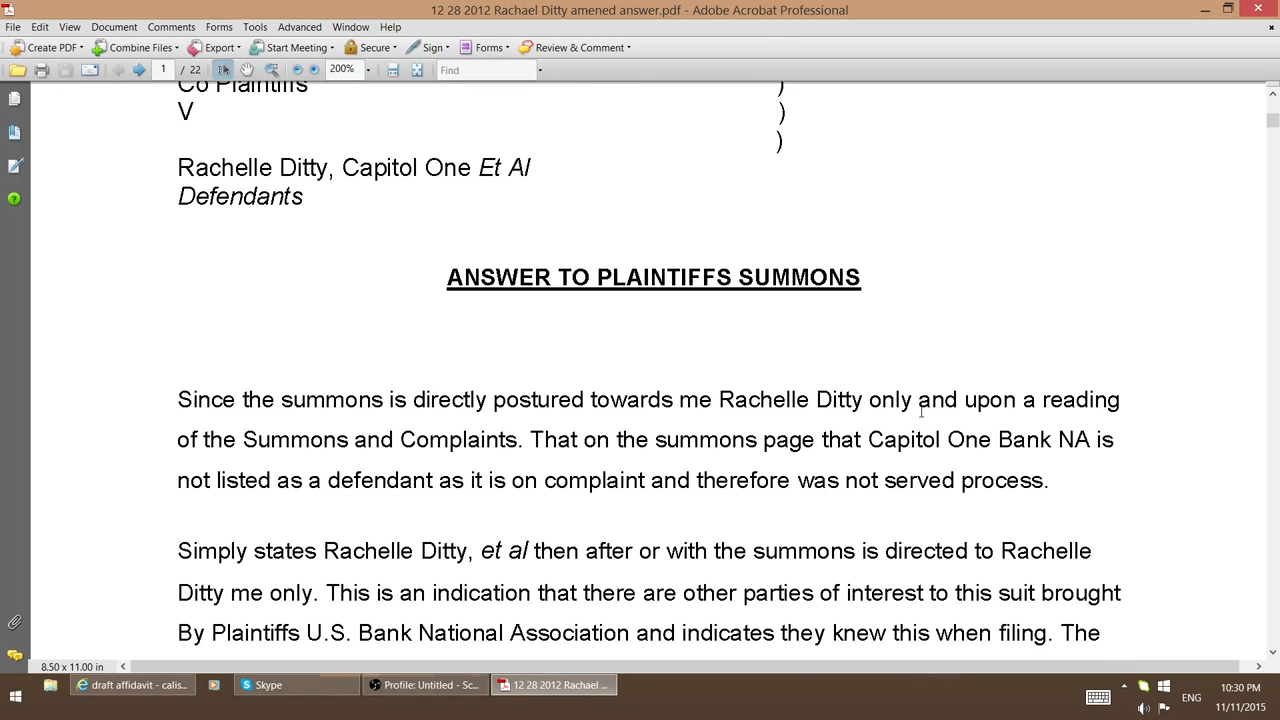 12 28 2012 Rachael Ditty amened answer.pdf - Adobe Acrobat Professional
File Edit View Document Comments Forms Tools Advanced Window Help
Create PDF Combine Files Export Start Meeting Secure Sign Forms Review & Comment
1 / 22 200% Find
Co Plaintiffs )
V )
)
Rachelle Ditty, Capitol One Et Al
Defendants
ANSWER TO PLAINTIFFS SUMMONS
Since the summons is directly postured towards me Rachelle Ditty only and upon a reading
of the Summons and Complaints. That on the summons page that Capitol One Bank NA is
not listed as a defendant as it is on complaint and therefore was not served process.
Simply states Rachelle Ditty, et al then after or with the summons is directed to Rachelle
Ditty me only. This is an indication that there are other parties of interest to this suit brought
By Plaintiffs U.S. Bank National Association and indicates they knew this when filing. The
8.50 x 11.00 in
draft affidavit - calis... Skype Profile: Untitled - Sc... 12 28 2012 Rachael ... ENG 10:30 PM
11/11/2015